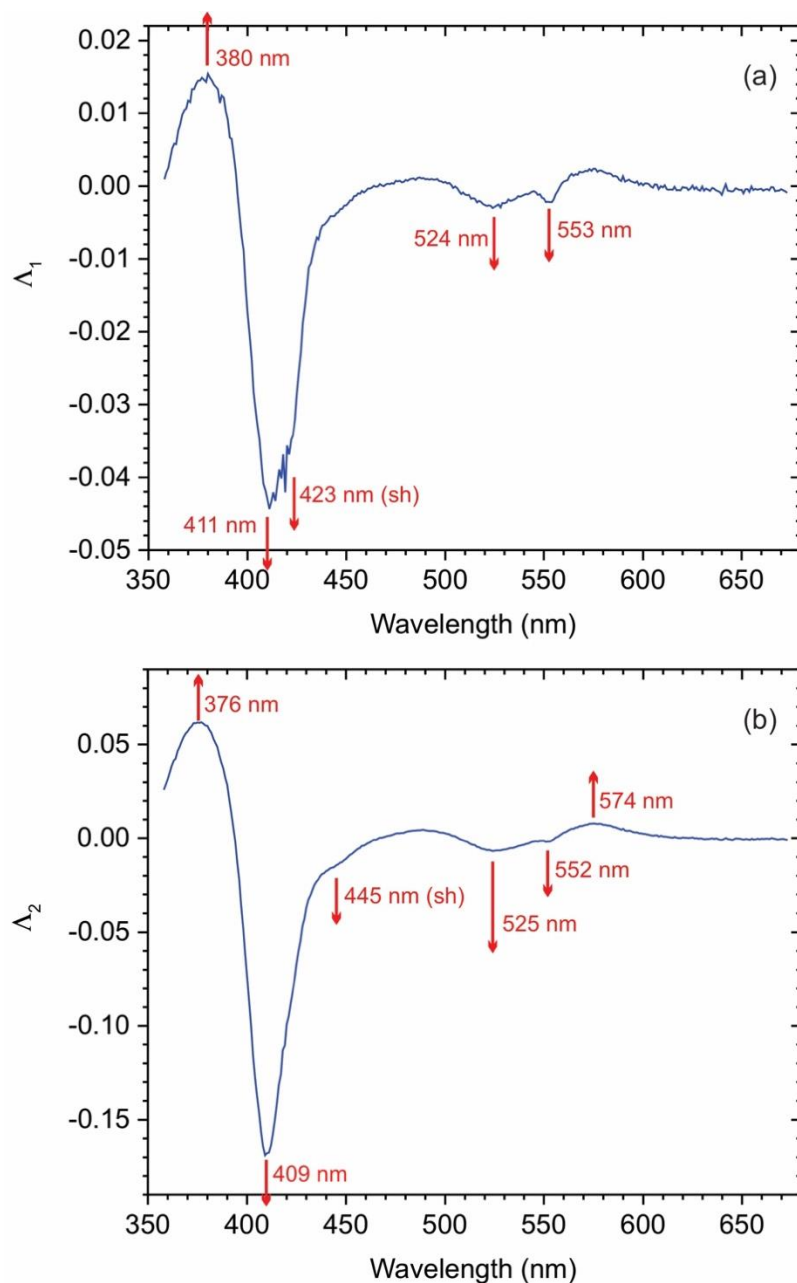 380 nm
(a)
0.02
0.01
0.00
-0.01
-0.02
-0.03
-0.04
-0.05
Λ1
524 nm
553 nm
423 nm (sh)
411 nm
350 400 450 500 550 600 650
Wavelength (nm)
376 nm
(b)
0.05
0.00
-0.05
-0.10
-0.15
Λ2
574 nm
552 nm
445 nm (sh)
525 nm
409 nm
350 400 450 500 550 600 650
Wavelength (nm)